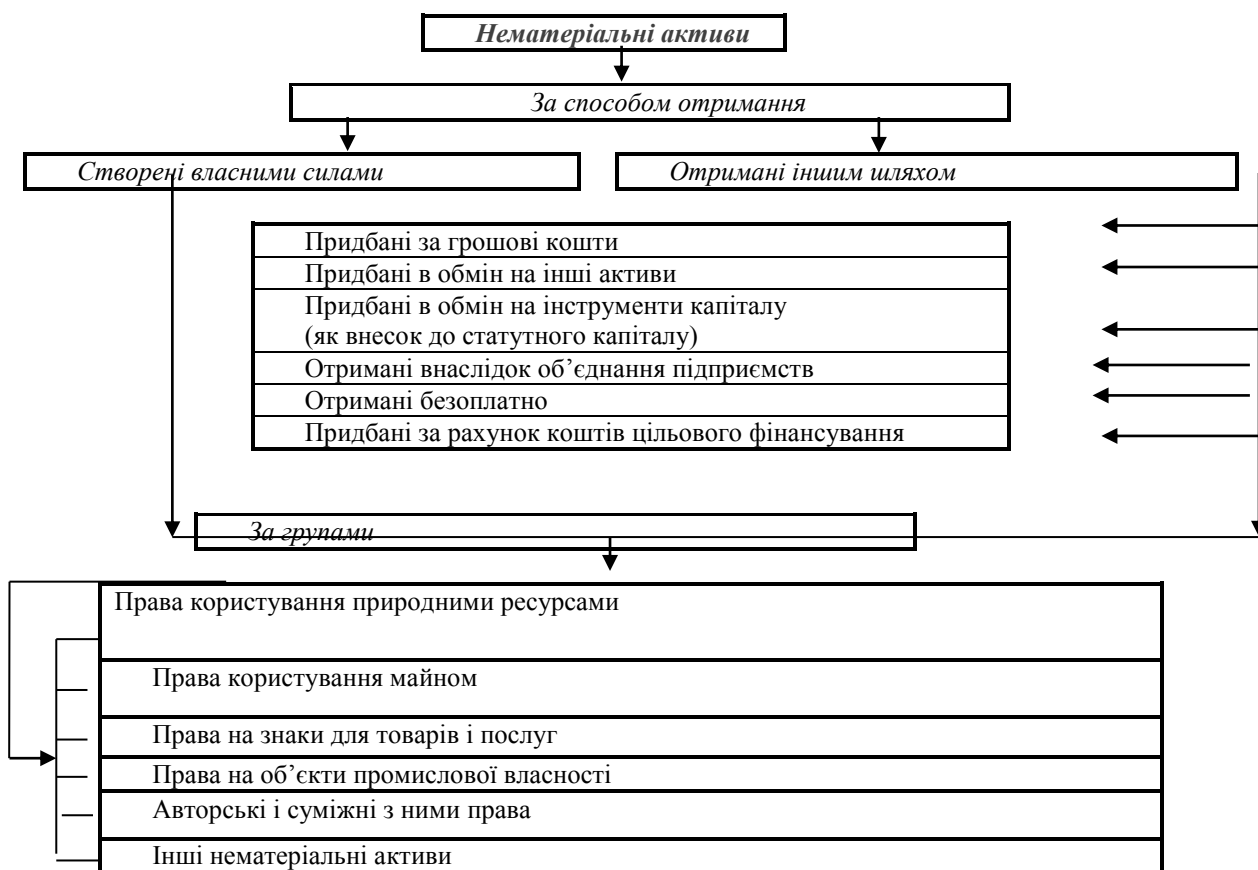 Нематеріальні активи
За способом отримання
Створені власними силами
Отримані іншим шляхом
Придбані за грошові кошти
Придбані в обмін на інші активи
Придбані в обмін на інструменти капіталу
(як внесок до статутного капіталу)
Отримані внаслідок об’єднання підприємств
Отримані безоплатно
Придбані за рахунок коштів цільового фінансування
За групами
Права користування природними ресурсами
Права користування майном
Права на знаки для товарів і послуг
Права на об’єкти промислової власності
Авторські і суміжні з ними права
Інші нематеріальні активи